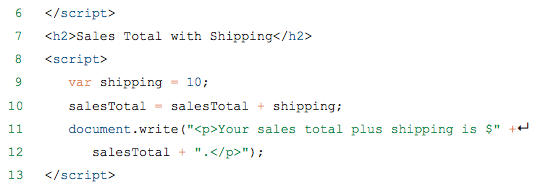 6 </script>
7 <h2>Sales Total with Shipping</h2>
8 <script>
9 var shipping = 10;
10 salesTotal = salesTotal + shipping;
11 document.write("<p>Your sales total plus shipping is $" +↵
12 salesTotal + ".</p>");
13 </script>